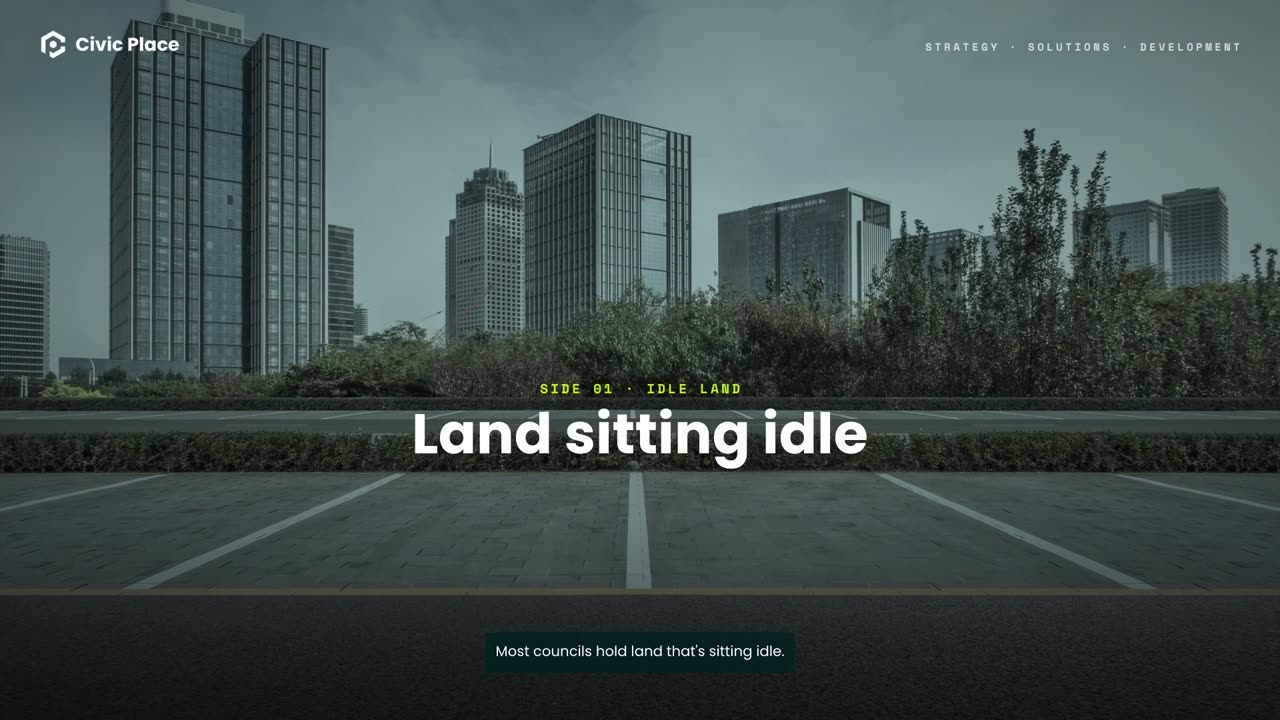 Civic Place
STRATEGY · SOLUTIONS · DEVELOPMENT
SIDE 01 · IDLE LAND
Land sitting idle
Most councils hold land that's sitting idle.